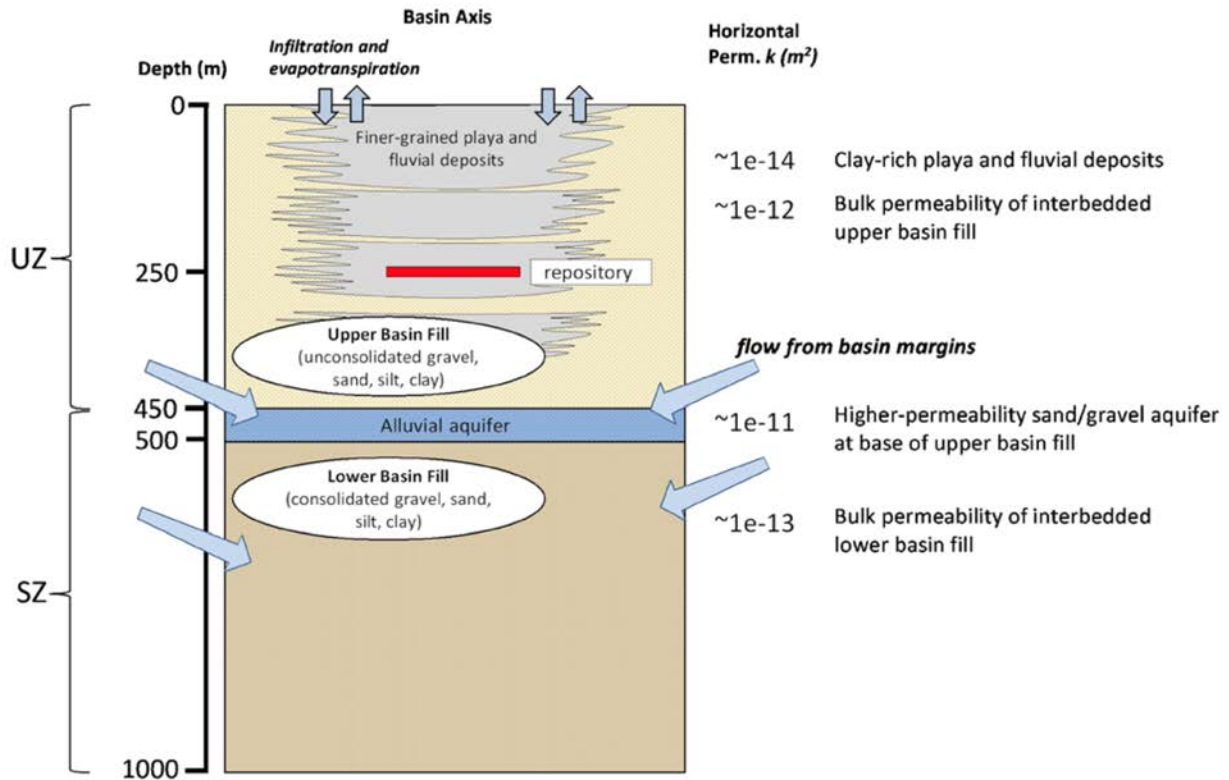 Basin Axis
Infiltration and
evapotranspiration
Horizontal
Perm. k (m²)
Depth (m)
0
Finer-grained playa and
fluvial deposits
~1e-14
Clay-rich playa and fluvial deposits
~1e-12
Bulk permeability of interbedded
upper basin fill
UZ
250
repository
Upper Basin Fill
(unconsolidated gravel,
sand, silt, clay)
flow from basin margins
450
Alluvial aquifer
500
~1e-11
Higher-permeability sand/gravel aquifer
at base of upper basin fill
Lower Basin Fill
(consolidated gravel, sand,
silt, clay)
~1e-13
Bulk permeability of interbedded
lower basin fill
SZ
1000